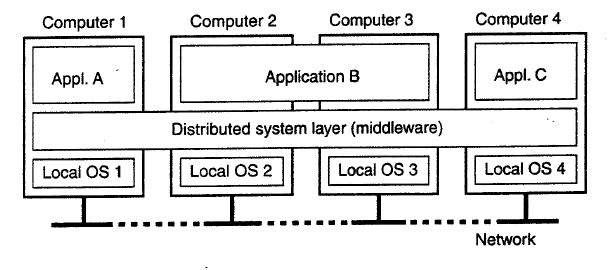 Computer 1 Computer 2 Computer 3 Computer 4
Appl. A Application B Appl. C
Distributed system layer (middleware)
Local OS 1 Local OS 2 Local OS 3 Local OS 4
Network